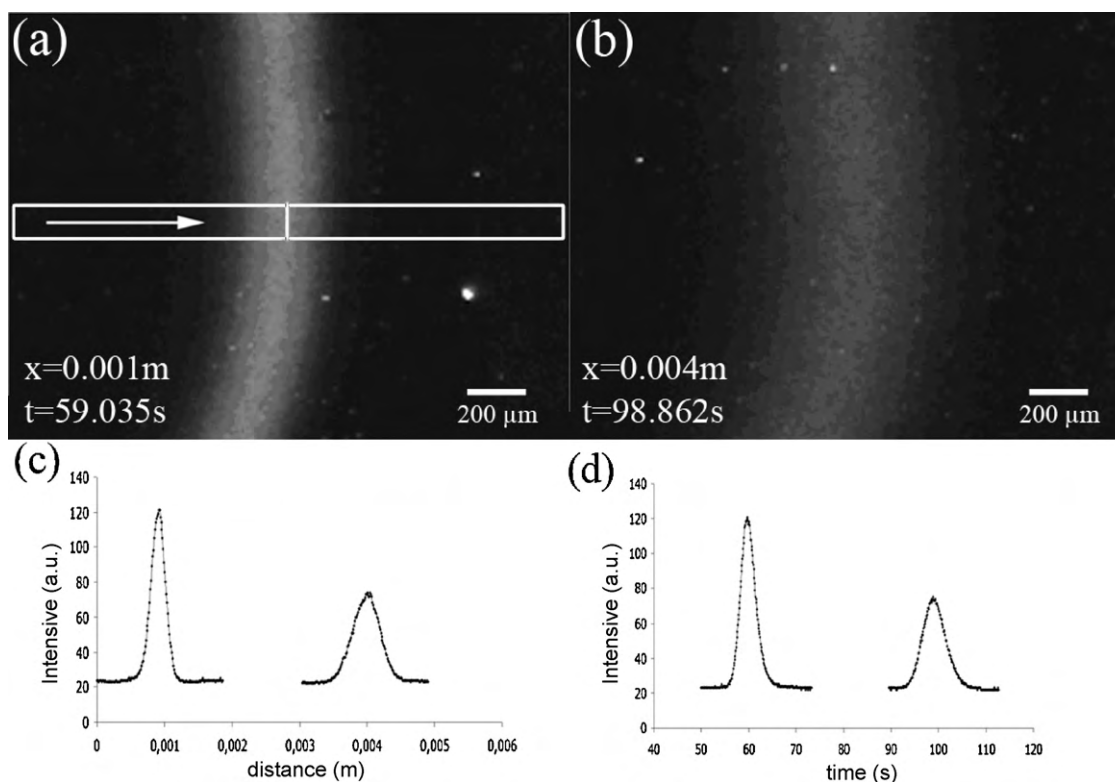 (a)
x=0.001m
t=59.035s
200 µm
(b)
x=0.004m
t=98.862s
200 µm
(c)
Intensive (a.u.)
140
120
100
80
60
40
20
0
0 0,001 0,002 0,003 0,004 0,005 0,006
distance (m)
(d)
Intensive (a.u.)
140
120
100
80
60
40
20
0
40 50 60 70 80 90 100 110 120
time (s)